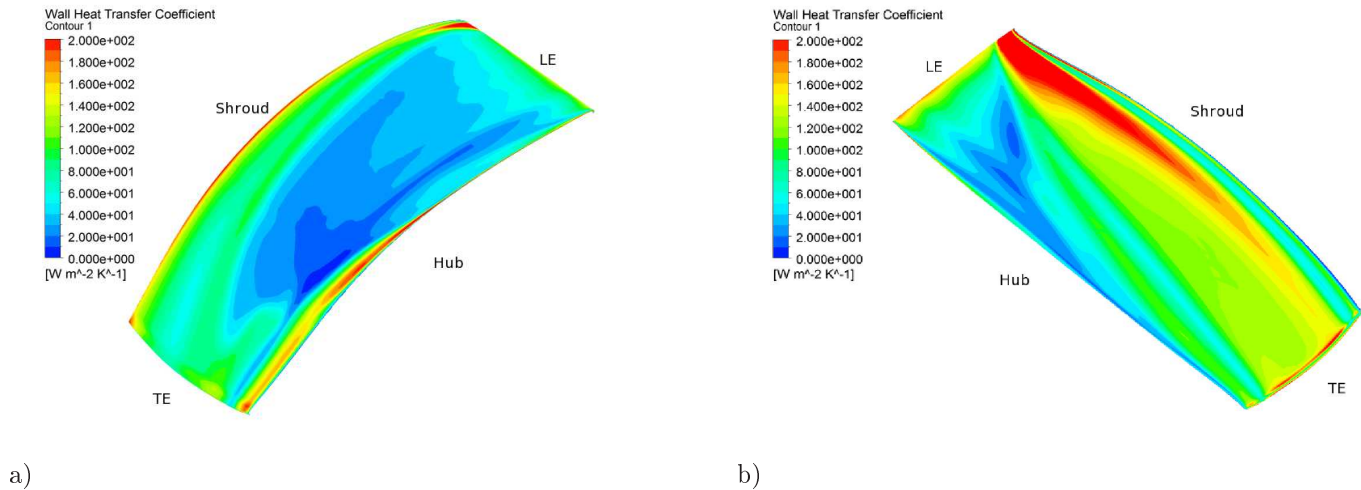 Wall Heat Transfer Coefficient
Contour 1
2.000e+002
1.800e+002
1.600e+002
1.400e+002
1.200e+002
1.000e+002
8.000e+001
6.000e+001
4.000e+001
2.000e+001
0.000e+000
[W m^-2 K^-1]
Shroud
LE
Hub
TE
a)
Wall Heat Transfer Coefficient
Contour 1
2.000e+002
1.800e+002
1.600e+002
1.400e+002
1.200e+002
1.000e+002
8.000e+001
6.000e+001
4.000e+001
2.000e+001
0.000e+000
[W m^-2 K^-1]
LE
Shroud
Hub
TE
b)